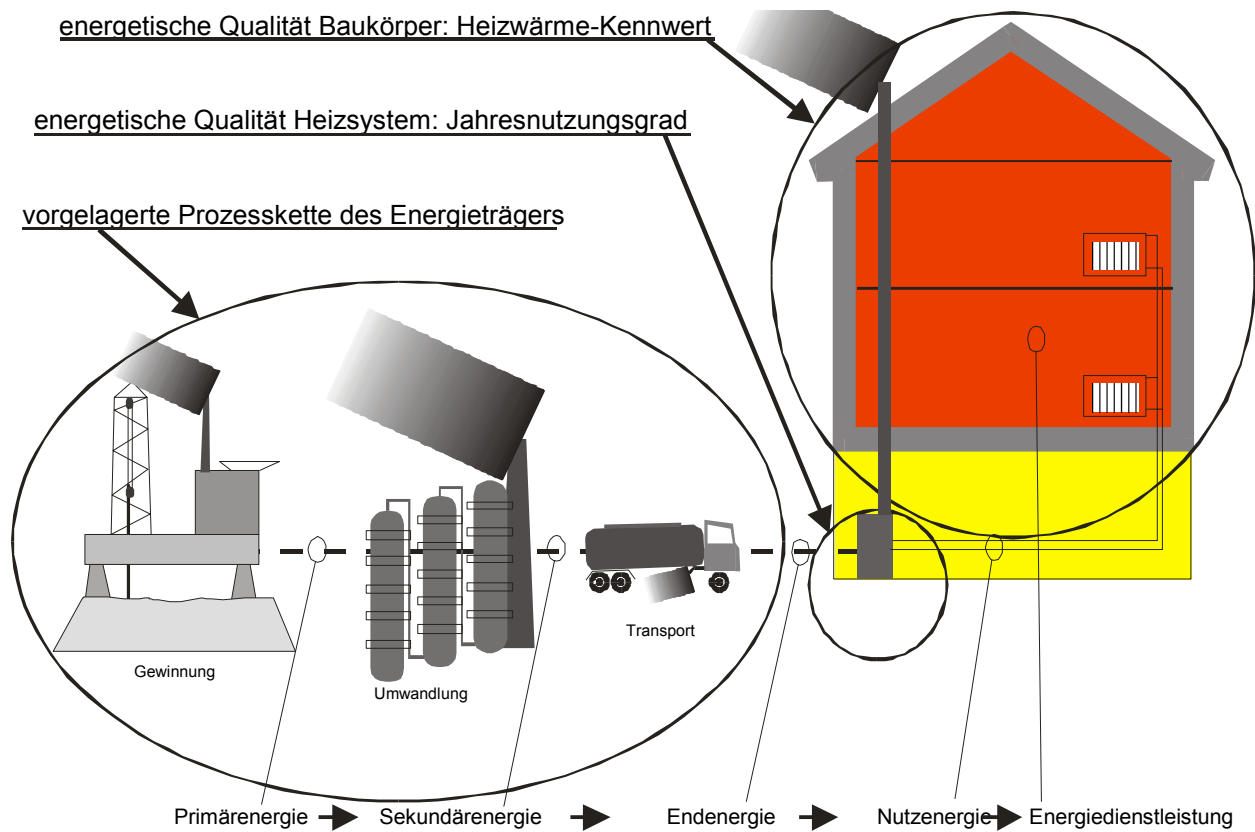 energetische Qualität Baukörper: Heizwärme-Kennwert
energetische Qualität Heizsystem: Jahresnutzungsgrad
vorgelagerte Prozesskette des Energieträgers
Gewinnung
Umwandlung
Transport
Primärenergie Sekundärenergie Endenergie Nutzenergie Energiedienstleistung